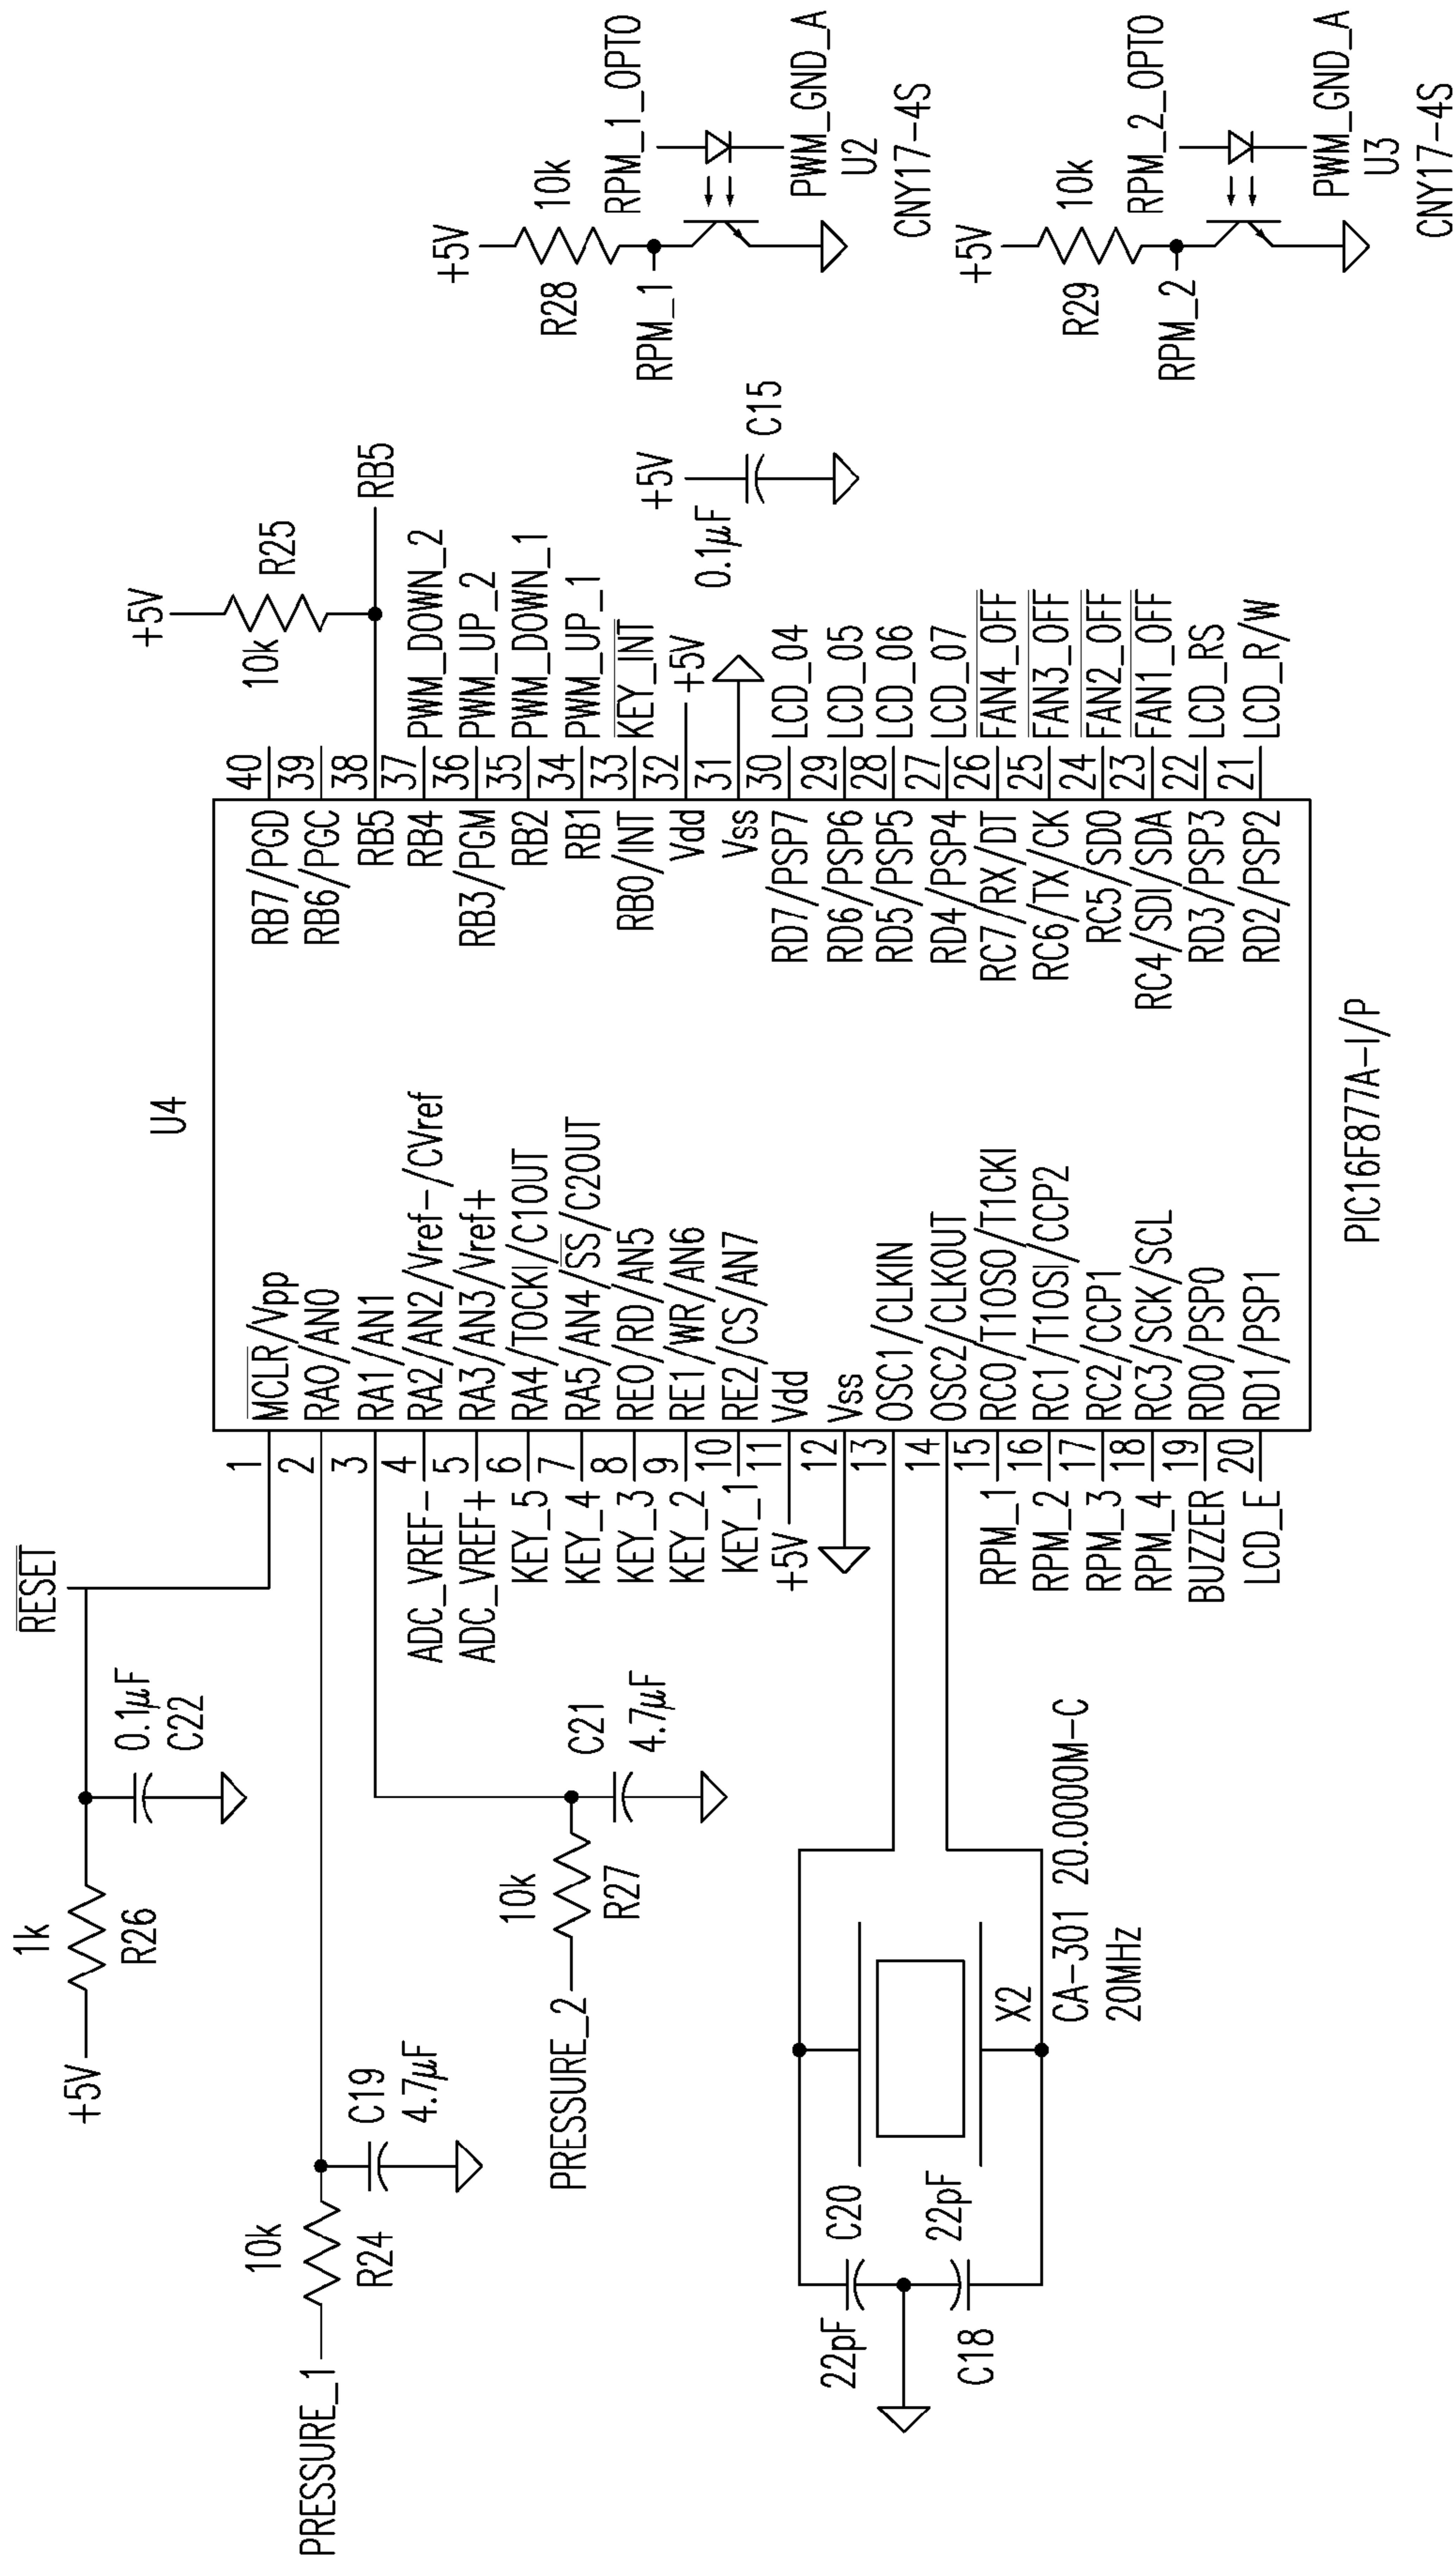 RESET
+5V
1k
R26
0.1µF
C22
PRESSURE_1
10k
R24
C19
4.7µF
PRESSURE_2
10k
R27
C21
4.7µF
22pF
C20
C18
22pF
X2
CA-301 20.0000M-C
20MHz
U4
1 MCLR/Vpp
2 RA0/AN0
3 RA1/AN1
ADC_VREF- 4 RA2/AN2/Vref-/CVref
ADC_VREF+ 5 RA3/AN3/Vref+
KEY_5 6 RA4/TOCKI/C1OUT
KEY_4 7 RA5/AN4/SS/C2OUT
KEY_3 8 RE0/RD/AN5
KEY_2 9 RE1/WR/AN6
KEY_1 10 RE2/CS/AN7
+5V 11 Vdd
12 Vss
13 OSC1/CLKIN
14 OSC2/CLKOUT
RPM_1 15 RC0/T1OSO/T1CKI
RPM_2 16 RC1/T1OSI/CCP2
RPM_3 17 RC2/CCP1
RPM_4 18 RC3/SCK/SCL
BUZZER 19 RD0/PSP0
LCD_E 20 RD1/PSP1
RB7/PGD 40
RB6/PGC 39
RB5 38 RB5
RB4 37 PWM_DOWN_2
RB3/PGM 36 PWM_UP_2
RB2 35 PWM_DOWN_1
RB1 34 PWM_UP_1
RB0/INT 33 KEY_INT
Vdd 32 +5V
Vss 31
RD7/PSP7 30 LCD_04
RD6/PSP6 29 LCD_05
RD5/PSP5 28 LCD_06
RD4/PSP4 27 LCD_07
RC7/RX/DT 26 FAN4_OFF
RC6/TX/CK 25 FAN3_OFF
RC5/SD0 24 FAN2_OFF
RC4/SDI/SDA 23 FAN1_OFF
RD3/PSP3 22 LCD_RS
RD2/PSP2 21 LCD_R/W
PIC16F877A-I/P
+5V
10k
R25
+5V
0.1µF
C15
+5V
R28
10k
RPM_1
RPM_1_OPTO
PWM_GND_A
U2
CNY17-4S
+5V
R29
10k
RPM_2
RPM_2_OPTO
PWM_GND_A
U3
CNY17-4S